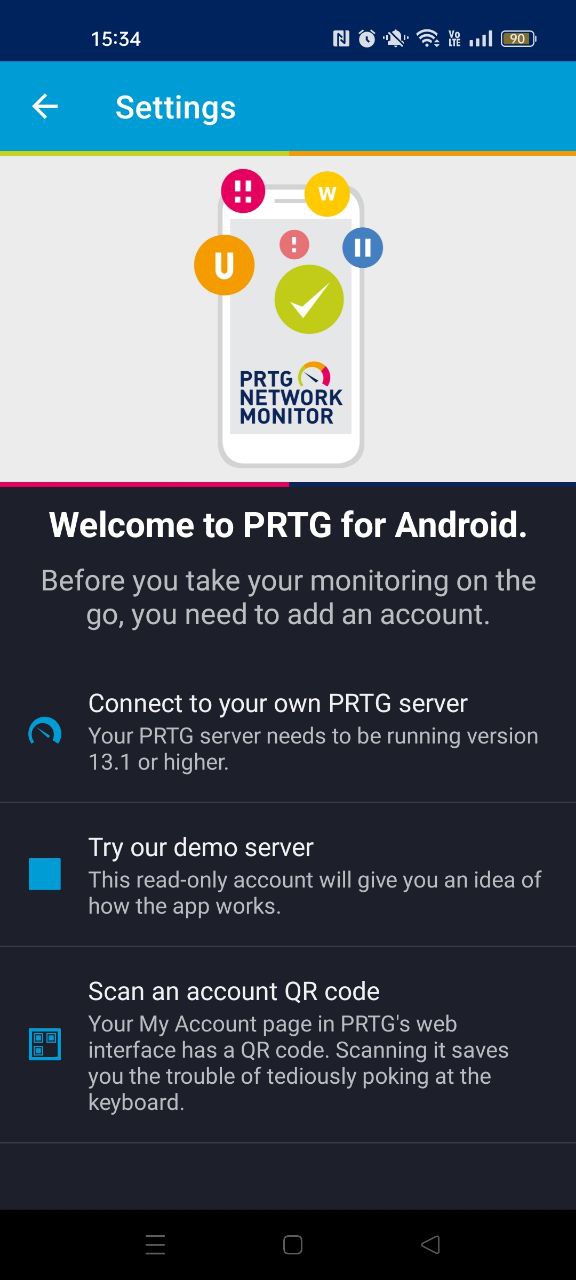 15:34
VoLTE
90
Settings
!!
W
!
U
PRTG
NETWORK
MONITOR
Welcome to PRTG for Android.
Before you take your monitoring on the
go, you need to add an account.
Connect to your own PRTG server
Your PRTG server needs to be running version
13.1 or higher.
Try our demo server
This read-only account will give you an idea of
how the app works.
Scan an account QR code
Your My Account page in PRTG's web
interface has a QR code. Scanning it saves
you the trouble of tediously poking at the
keyboard.